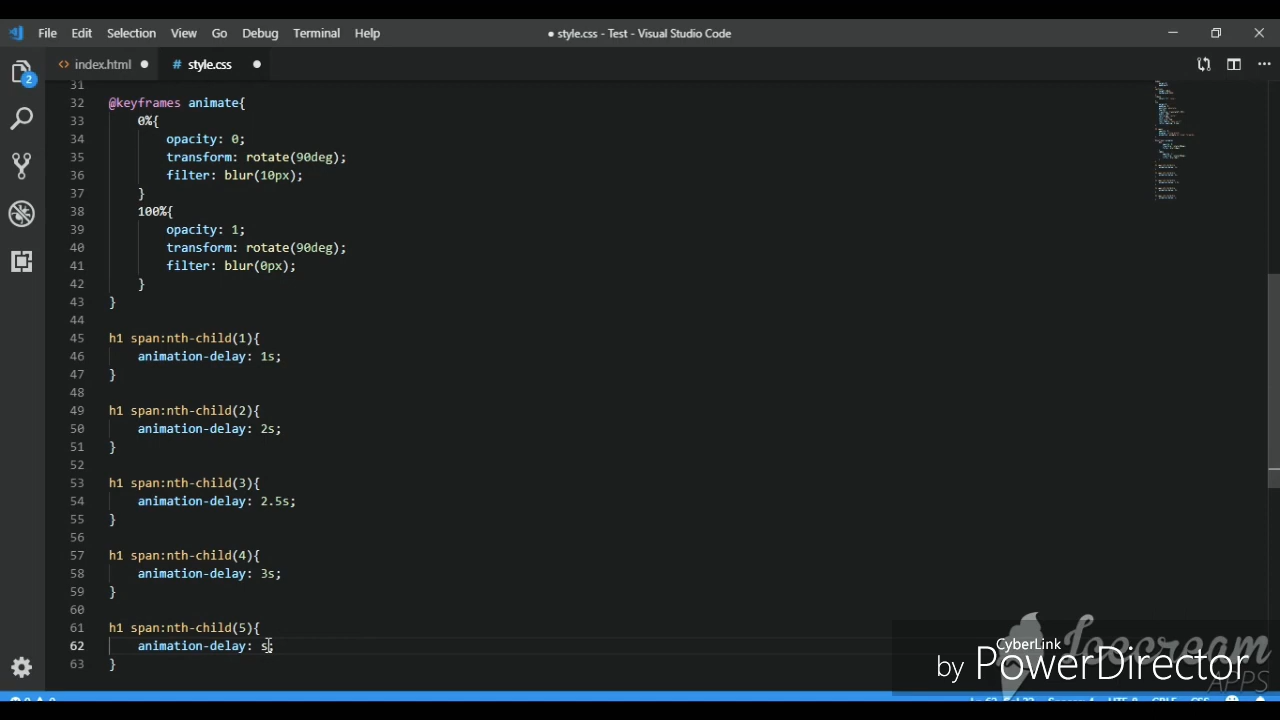 File Edit Selection View Go Debug Terminal Help
● style.css - Test - Visual Studio Code
<> index.html ●
# style.css ●
2
31
32 @keyframes animate{
33 0%{
34 opacity: 0;
35 transform: rotate(90deg);
36 filter: blur(10px);
37 }
38 100%{
39 opacity: 1;
40 transform: rotate(90deg);
41 filter: blur(0px);
42 }
43 }
44
45 h1 span:nth-child(1){
46 animation-delay: 1s;
47 }
48
49 h1 span:nth-child(2){
50 animation-delay: 2s;
51 }
52
53 h1 span:nth-child(3){
54 animation-delay: 2.5s;
55 }
56
57 h1 span:nth-child(4){
58 animation-delay: 3s;
59 }
60
61 h1 span:nth-child(5){
62 animation-delay: s;
63 }
Icecream
APPS
CyberLink
by PowerDirector